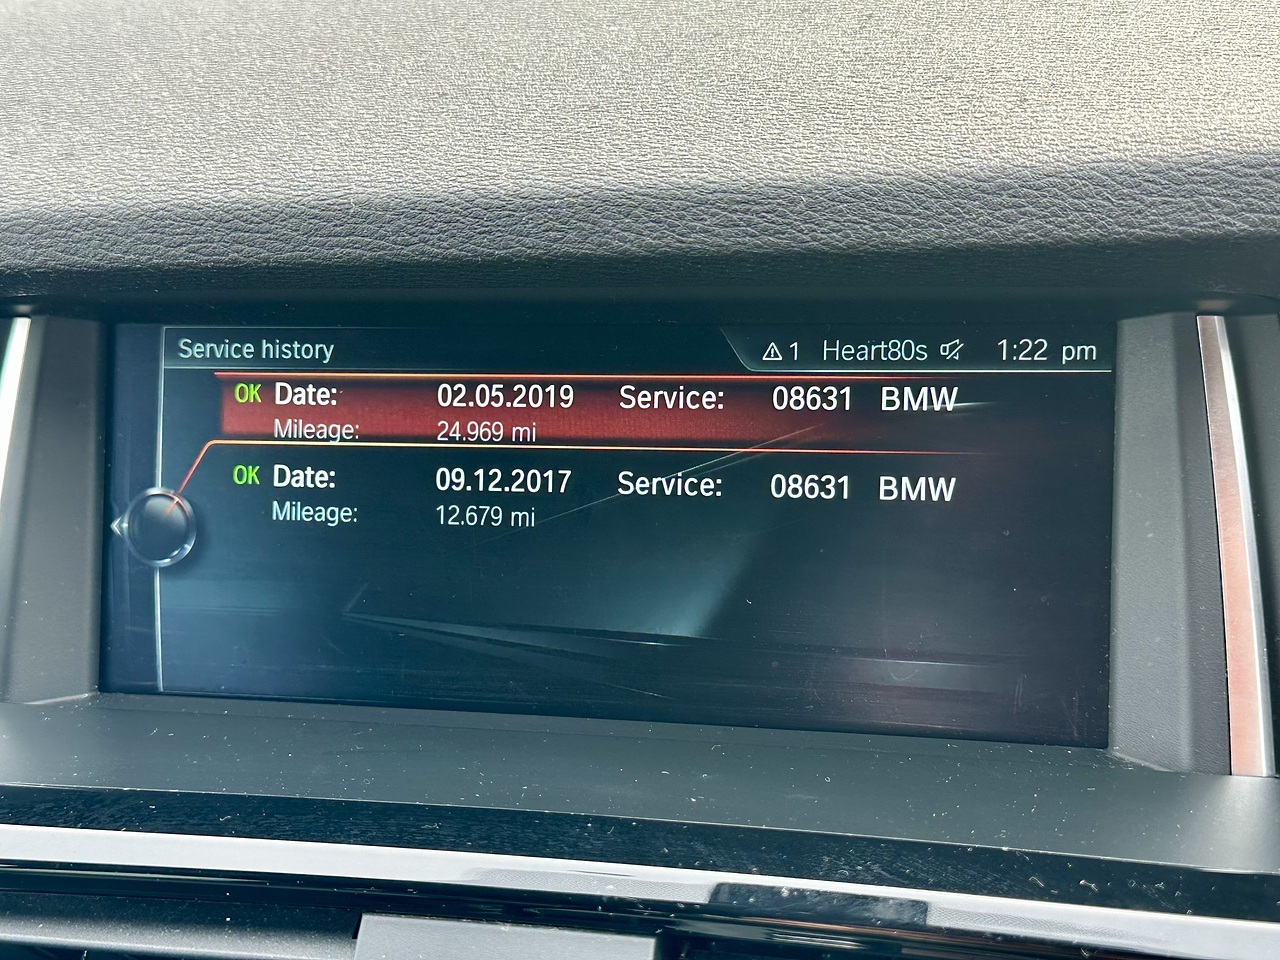 Service history ⚠ 1 Heart80s 1:22 pm
OK Date: 02.05.2019 Service: 08631 BMW
Mileage: 24.969 mi
OK Date: 09.12.2017 Service: 08631 BMW
Mileage: 12.679 mi